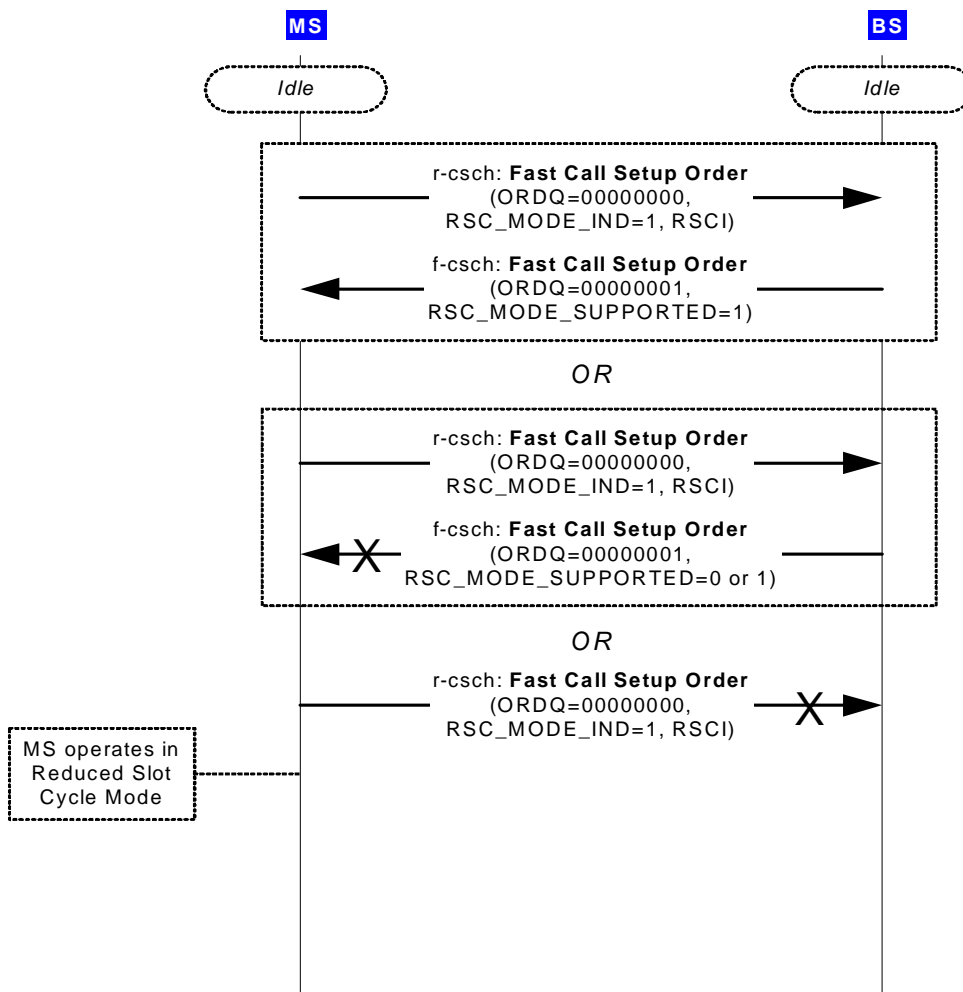 MS
BS
Idle
Idle
r-csch: Fast Call Setup Order
(ORDQ=00000000,
RSC_MODE_IND=1, RSCI)
f-csch: Fast Call Setup Order
(ORDQ=00000001,
RSC_MODE_SUPPORTED=1)
OR
r-csch: Fast Call Setup Order
(ORDQ=00000000,
RSC_MODE_IND=1, RSCI)
f-csch: Fast Call Setup Order
(ORDQ=00000001,
RSC_MODE_SUPPORTED=0 or 1)
OR
r-csch: Fast Call Setup Order
(ORDQ=00000000,
RSC_MODE_IND=1, RSCI)
MS operates in
Reduced Slot
Cycle Mode